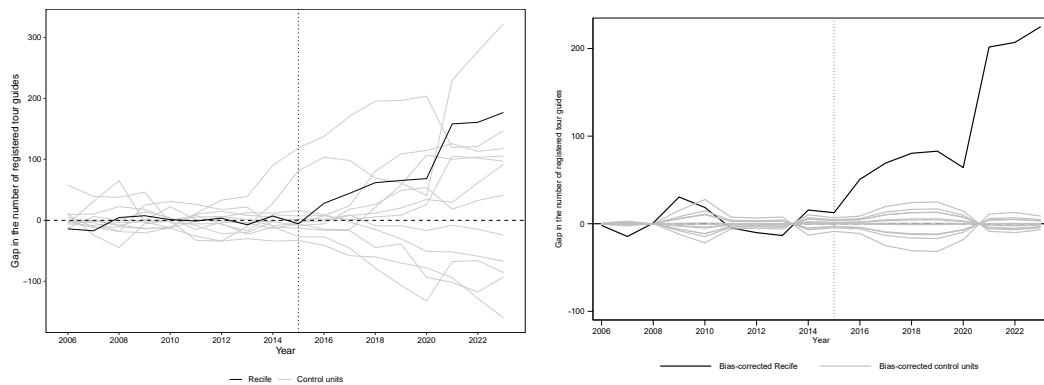 Gap in the number of registered tour guides
300
200
100
0
−100
2006 2008 2010 2012 2014 2016 2018 2020 2022
Year
Recife Control units
Gap in the number of registered tour guides
200
100
0
-100
2006 2008 2010 2012 2014 2016 2018 2020 2022
Year
Bias-corrected Recife Bias-corrected control units